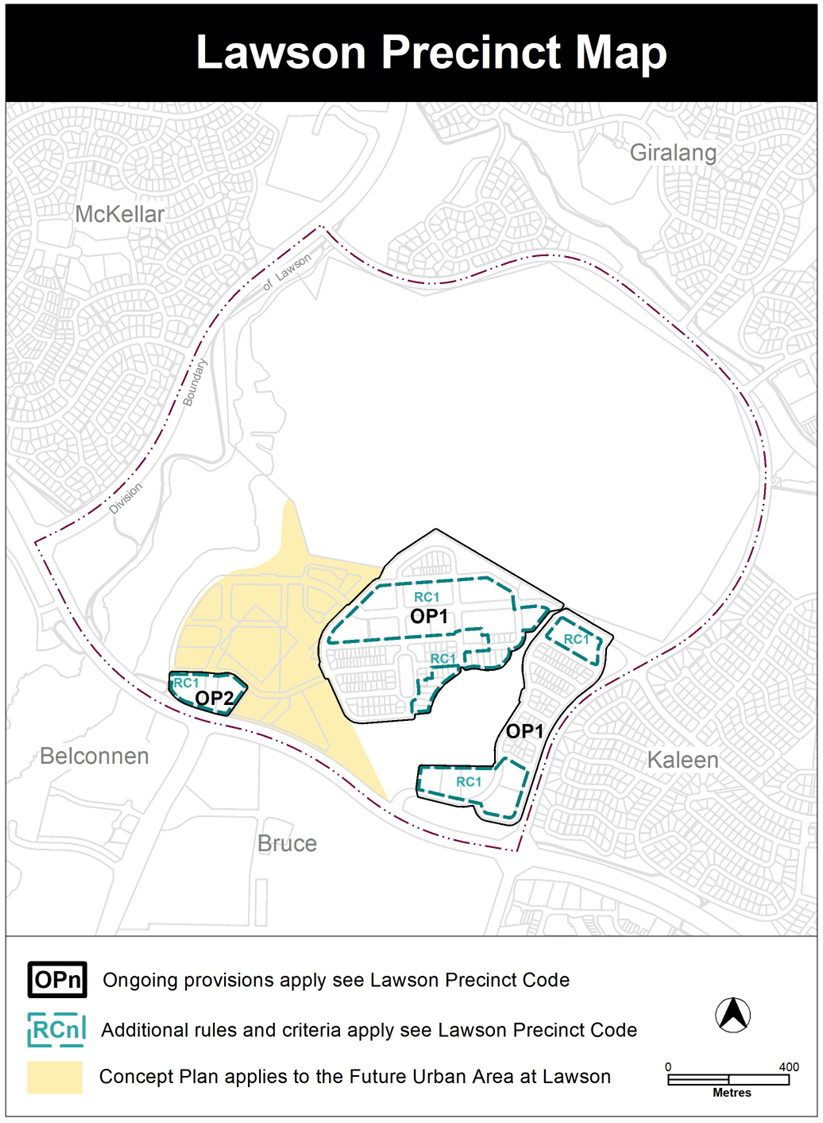 Lawson Precinct Map
Giralang
McKellar
of Lawson
Boundary
Division
RC1
OP1
RC1
RC1
RC1
OP2
OP1
Belconnen
Kaleen
RC1
Bruce
OPn Ongoing provisions apply see Lawson Precinct Code
RCn Additional rules and criteria apply see Lawson Precinct Code
Concept Plan applies to the Future Urban Area at Lawson
0 400
Metres